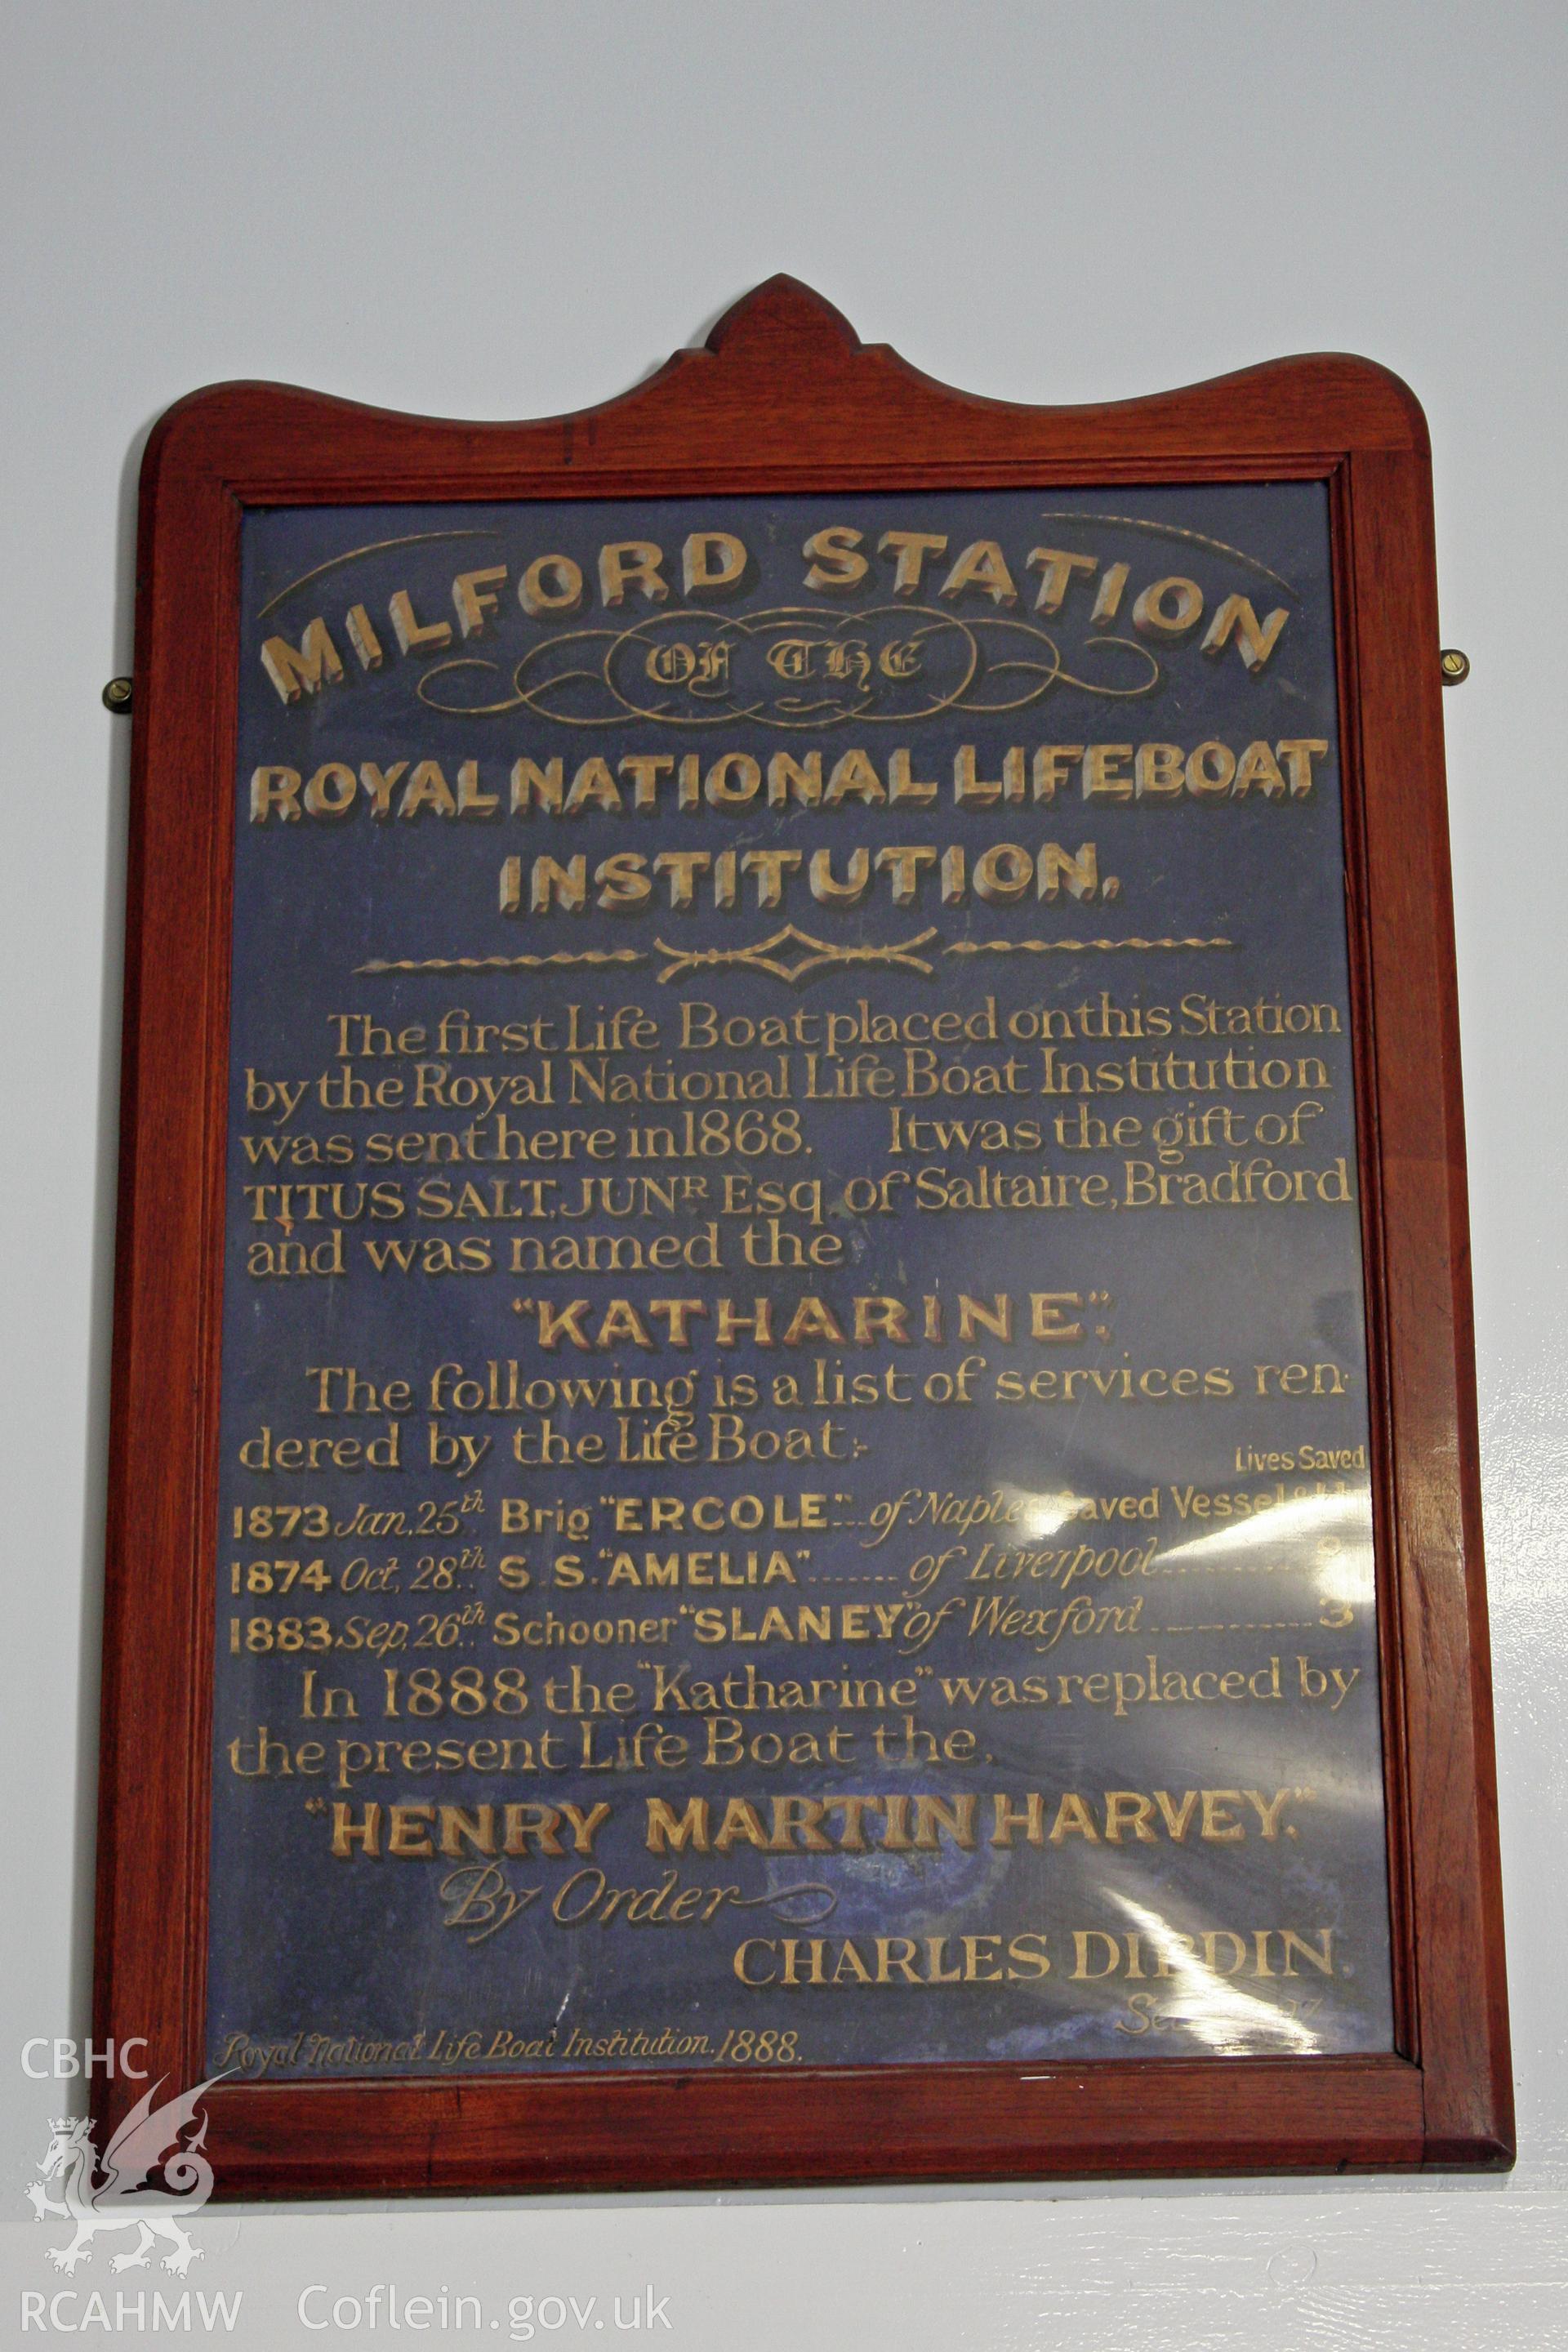 MILFORD STATION
OF THE
ROYAL NATIONAL LIFEBOAT
INSTITUTION.
The first Life Boat placed on this Station
by the Royal National Life Boat Institution
was sent here in 1868. It was the gift of
TITUS SALT, JUNR Esq. of Saltaire, Bradford
and was named the
"KATHARINE".
The following is a list of services ren-
dered by the Life Boat:-
Lives Saved
1873 Jan. 25th Brig "ERCOLE" of Naples Saved Vessel &
1874 Oct. 28th S.S. "AMELIA" ....... of Liverpool
1883 Sep. 26th Schooner "SLANEY" of Wexford ............ 3
In 1888 the "Katharine" was replaced by
the present Life Boat the,
"HENRY MARTIN HARVEY."
By Order
CHARLES DIBDIN.
Royal National Life Boat Institution. 1888.
CBHC
RCAHMW Coflein.gov.uk